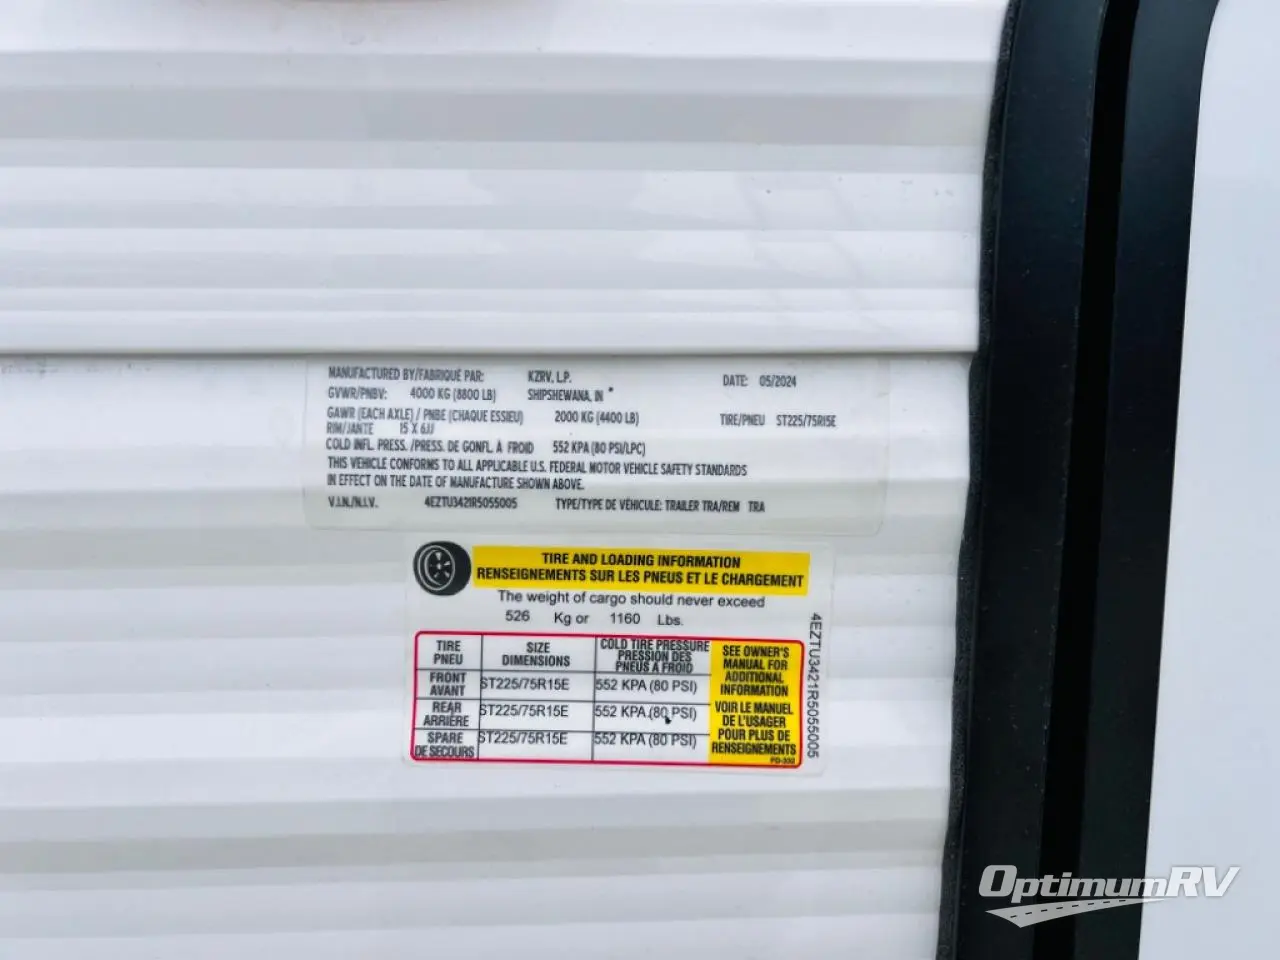 MANUFACTURED BY/FABRIQUÉ PAR: KZRV, L.P. DATE: 05/2024
GVWR/PNBV: 4000 KG (8800 LB) SHIPSHEWANA, IN *
GAWR (EACH AXLE) / PNBE (CHAQUE ESSIEU) 2000 KG (4400 LB) TIRE/PNEU ST225/75R15E
RIM/JANTE 15 X 6JJ
COLD INFL. PRESS. /PRESS. DE GONFL. À FROID 552 KPA (80 PSI/LPC)
THIS VEHICLE CONFORMS TO ALL APPLICABLE U.S. FEDERAL MOTOR VEHICLE SAFETY STANDARDS
IN EFFECT ON THE DATE OF MANUFACTURE SHOWN ABOVE.
V.I.N./N.I.V. 4EZTU3421R5055005 TYPE/TYPE DE VÉHICULE: TRAILER TRA/REM TRA
TIRE AND LOADING INFORMATION
RENSEIGNEMENTS SUR LES PNEUS ET LE CHARGEMENT
The weight of cargo should never exceed
526 Kg or 1160 Lbs.
TIRE
PNEU
SIZE
DIMENSIONS
COLD TIRE PRESSURE
PRESSION DES
PNEUS A FROID
FRONT
AVANT
ST225/75R15E
552 KPA (80 PSI)
REAR
ARRIÈRE
ST225/75R15E
552 KPA (80 PSI)
SPARE
DE SECOURS
ST225/75R15E
552 KPA (80 PSI)
SEE OWNER'S
MANUAL FOR
ADDITIONAL
INFORMATION
VOIR LE MANUEL
DE L'USAGER
POUR PLUS DE
RENSEIGNEMENTS
PD-332
4EZTU3421R5055005
OptimumRV